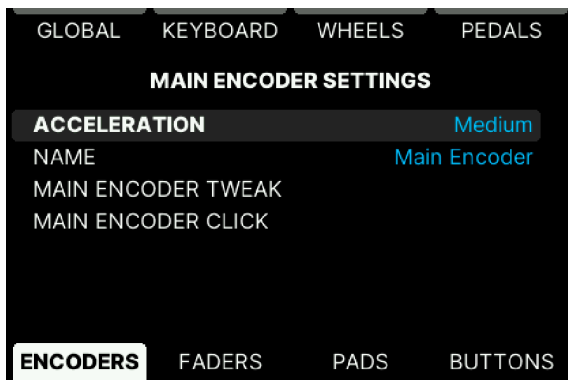 GLOBAL KEYBOARD WHEELS PEDALS
MAIN ENCODER SETTINGS
ACCELERATION Medium
NAME Main Encoder
MAIN ENCODER TWEAK
MAIN ENCODER CLICK
ENCODERS FADERS PADS BUTTONS